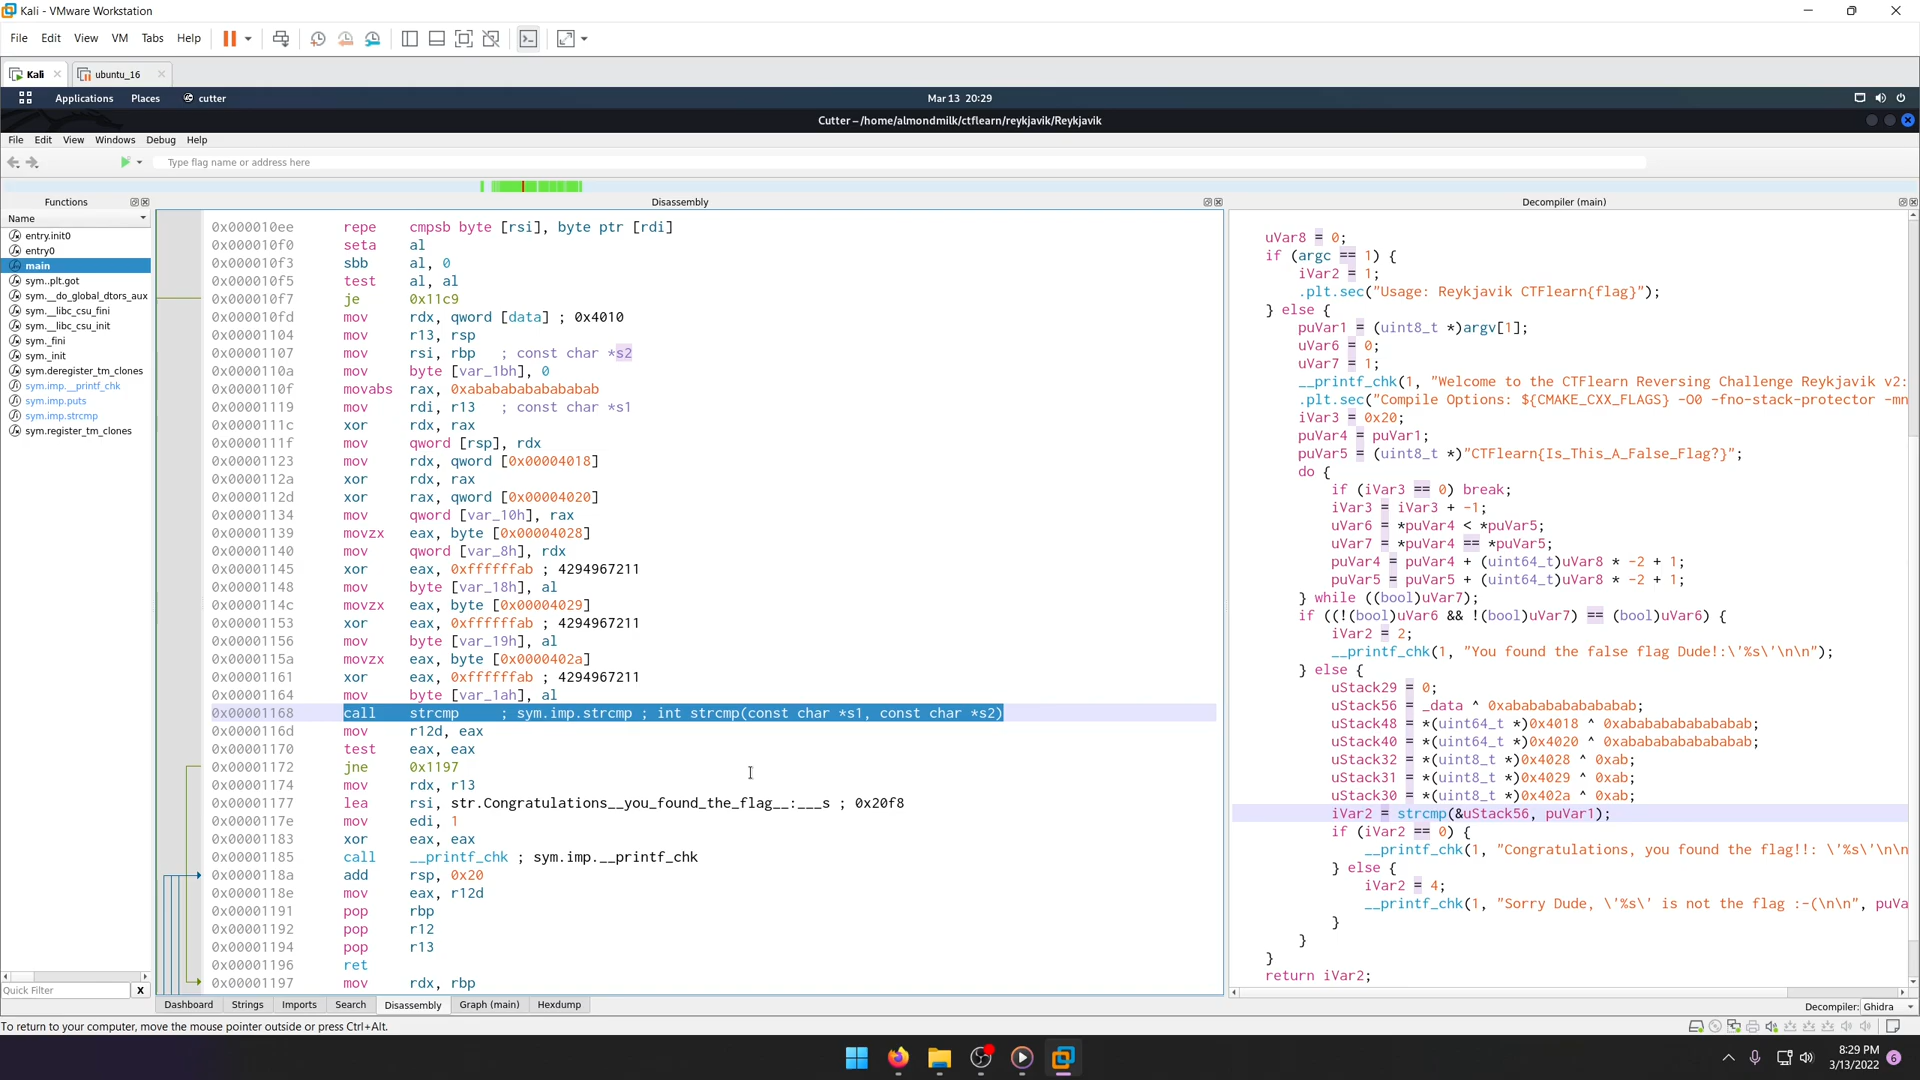 Kali - VMware Workstation
File Edit View VM Tabs Help
Kali ubuntu_16
Applications Places cutter Mar 13 20:29
Cutter – /home/almondmilk/ctflearn/reykjavik/Reykjavik
File Edit View Windows Debug Help
Type flag name or address here
Functions
Name
entry.init0
entry0
main
sym..plt.got
sym.__do_global_dtors_aux
sym.__libc_csu_fini
sym.__libc_csu_init
sym._fini
sym._init
sym.deregister_tm_clones
sym.imp.__printf_chk
sym.imp.puts
sym.imp.strcmp
sym.register_tm_clones
Quick Filter X
Disassembly
0x000010ee repe cmpsb byte [rsi], byte ptr [rdi]
0x000010f0 seta al
0x000010f3 sbb al, 0
0x000010f5 test al, al
0x000010f7 je 0x11c9
0x000010fd mov rdx, qword [data] ; 0x4010
0x00001104 mov r13, rsp
0x00001107 mov rsi, rbp ; const char *s2
0x0000110a mov byte [var_1bh], 0
0x0000110f movabs rax, 0xabababababababab
0x00001119 mov rdi, r13 ; const char *s1
0x0000111c xor rdx, rax
0x0000111f mov qword [rsp], rdx
0x00001123 mov rdx, qword [0x00004018]
0x0000112a xor rdx, rax
0x0000112d xor rax, qword [0x00004020]
0x00001134 mov qword [var_10h], rax
0x00001139 movzx eax, byte [0x00004028]
0x00001140 mov qword [var_8h], rdx
0x00001145 xor eax, 0xffffffab ; 4294967211
0x00001148 mov byte [var_18h], al
0x0000114c movzx eax, byte [0x00004029]
0x00001153 xor eax, 0xffffffab ; 4294967211
0x00001156 mov byte [var_19h], al
0x0000115a movzx eax, byte [0x0000402a]
0x00001161 xor eax, 0xffffffab ; 4294967211
0x00001164 mov byte [var_1ah], al
0x00001168 call strcmp ; sym.imp.strcmp ; int strcmp(const char *s1, const char *s2)
0x0000116d mov r12d, eax
0x00001170 test eax, eax
0x00001172 jne 0x1197
0x00001174 mov rdx, r13
0x00001177 lea rsi, str.Congratulations__you_found_the_flag__:___s ; 0x20f8
0x0000117e mov edi, 1
0x00001183 xor eax, eax
0x00001185 call __printf_chk ; sym.imp.__printf_chk
0x0000118a add rsp, 0x20
0x0000118e mov eax, r12d
0x00001191 pop rbp
0x00001192 pop r12
0x00001194 pop r13
0x00001196 ret
0x00001197 mov rdx, rbp
Dashboard Strings Imports Search Disassembly Graph (main) Hexdump
Decompiler (main)
uVar8 = 0;
if (argc == 1) {
iVar2 = 1;
.plt.sec("Usage: Reykjavik CTFlearn{flag}");
} else {
puVar1 = (uint8_t *)argv[1];
uVar6 = 0;
uVar7 = 1;
__printf_chk(1, "Welcome to the CTFlearn Reversing Challenge Reykjavik v2:
.plt.sec("Compile Options: ${CMAKE_CXX_FLAGS} -O0 -fno-stack-protector -mn
iVar3 = 0x20;
puVar4 = puVar1;
puVar5 = (uint8_t *)"CTFlearn{Is_This_A_False_Flag?}";
do {
if (iVar3 == 0) break;
iVar3 = iVar3 + -1;
uVar6 = *puVar4 < *puVar5;
uVar7 = *puVar4 == *puVar5;
puVar4 = puVar4 + (uint64_t)uVar8 * -2 + 1;
puVar5 = puVar5 + (uint64_t)uVar8 * -2 + 1;
} while ((bool)uVar7);
if ((!(bool)uVar6 && !(bool)uVar7) == (bool)uVar6) {
iVar2 = 2;
__printf_chk(1, "You found the false flag Dude!:\'%s\'\n\n");
} else {
uStack29 = 0;
uStack56 = _data ^ 0xabababababababab;
uStack48 = *(uint64_t *)0x4018 ^ 0xabababababababab;
uStack40 = *(uint64_t *)0x4020 ^ 0xabababababababab;
uStack32 = *(uint8_t *)0x4028 ^ 0xab;
uStack31 = *(uint8_t *)0x4029 ^ 0xab;
uStack30 = *(uint8_t *)0x402a ^ 0xab;
iVar2 = strcmp(&uStack56, puVar1);
if (iVar2 == 0) {
__printf_chk(1, "Congratulations, you found the flag!!: \'%s\'\n\n
} else {
iVar2 = 4;
__printf_chk(1, "Sorry Dude, \'%s\' is not the flag :-(\n\n", puVa
}
}
}
return iVar2;
Decompiler: Ghidra
To return to your computer, move the mouse pointer outside or press Ctrl+Alt.
8:29 PM
3/13/2022
6